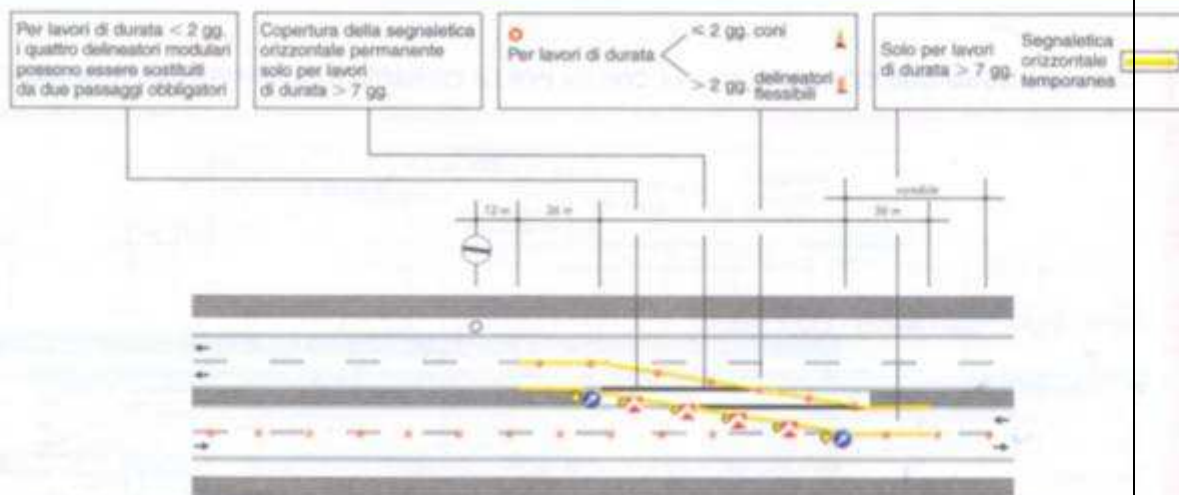 Per lavori di durata < 2 gg.
i quattro delineatori modulari
possono essere sostituiti
da due passaggi obbligatori
Copertura della segnaletica
orizzontale permanente
solo per lavori
di durata > 7 gg.
Per lavori di durata
≤ 2 gg. coni
> 2 gg. delineatori
flessibili
Solo per lavori
di durata > 7 gg.
Segnaletica
orizzontale
temporanea
variabile
12 m
36 m
36 m